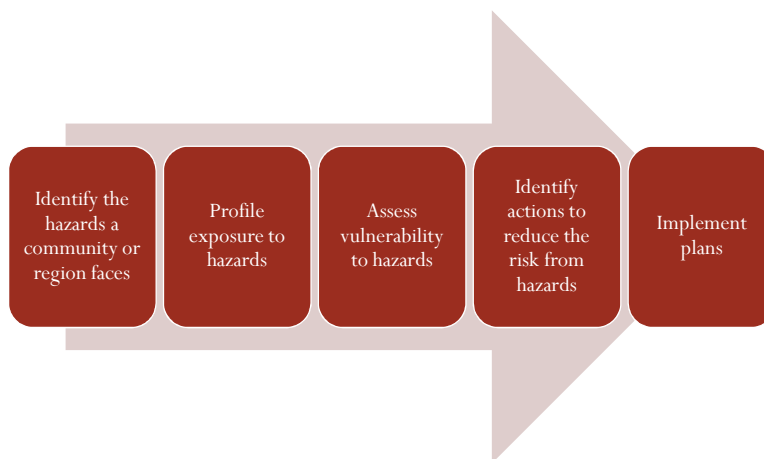 Identify the
hazards a
community or
region faces
Profile
exposure to
hazards
Assess
vulnerability
to hazards
Identify
actions to
reduce the
risk from
hazards
Implement
plans